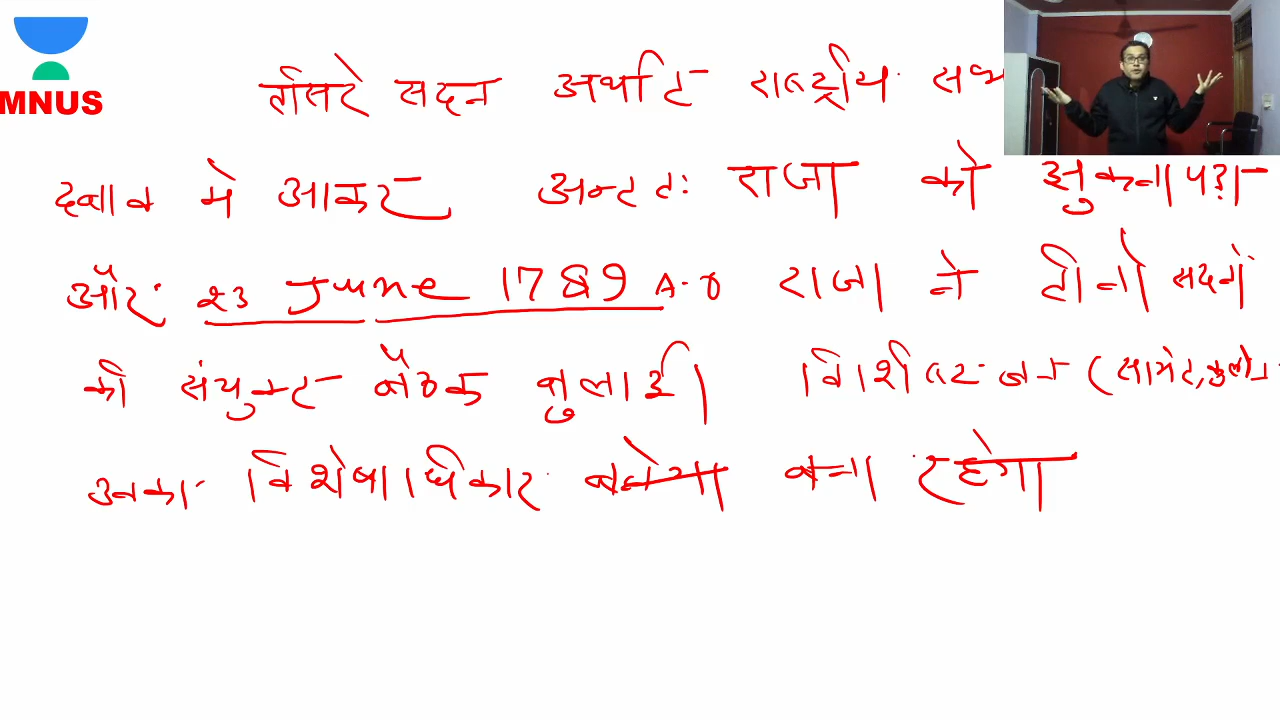 MNUS
तीसरे सदन अर्थात राष्ट्रीय सभ
दबाव मे आकर अन्ततः राजा को झुकना पड़ा
और 23 June 1789 A.D राजा ने तीनो सदनों
की संयुक्त बैठक बुलाई। (सामंत,
उनका विशेषाधिकार बना रहेगा